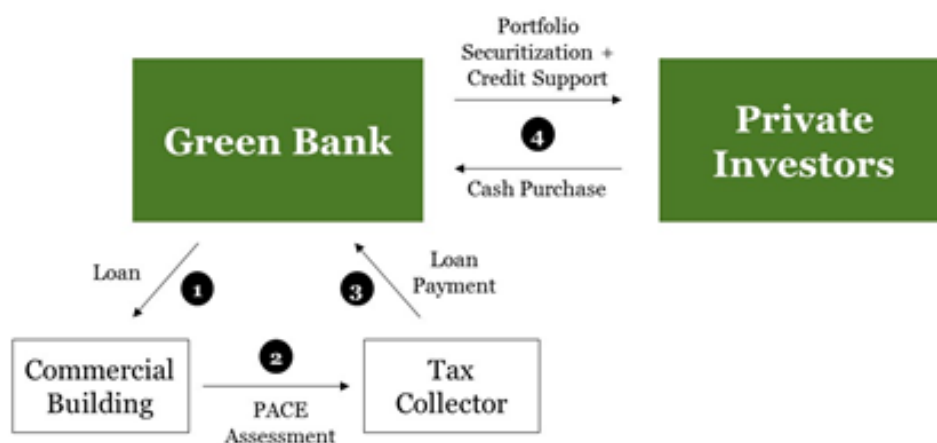 Portfolio
Securitization +
Credit Support
Green Bank
4
Private
Investors
Cash Purchase
Loan
1
3
Loan
Payment
2
Commercial
Building
PACE
Assessment
Tax
Collector